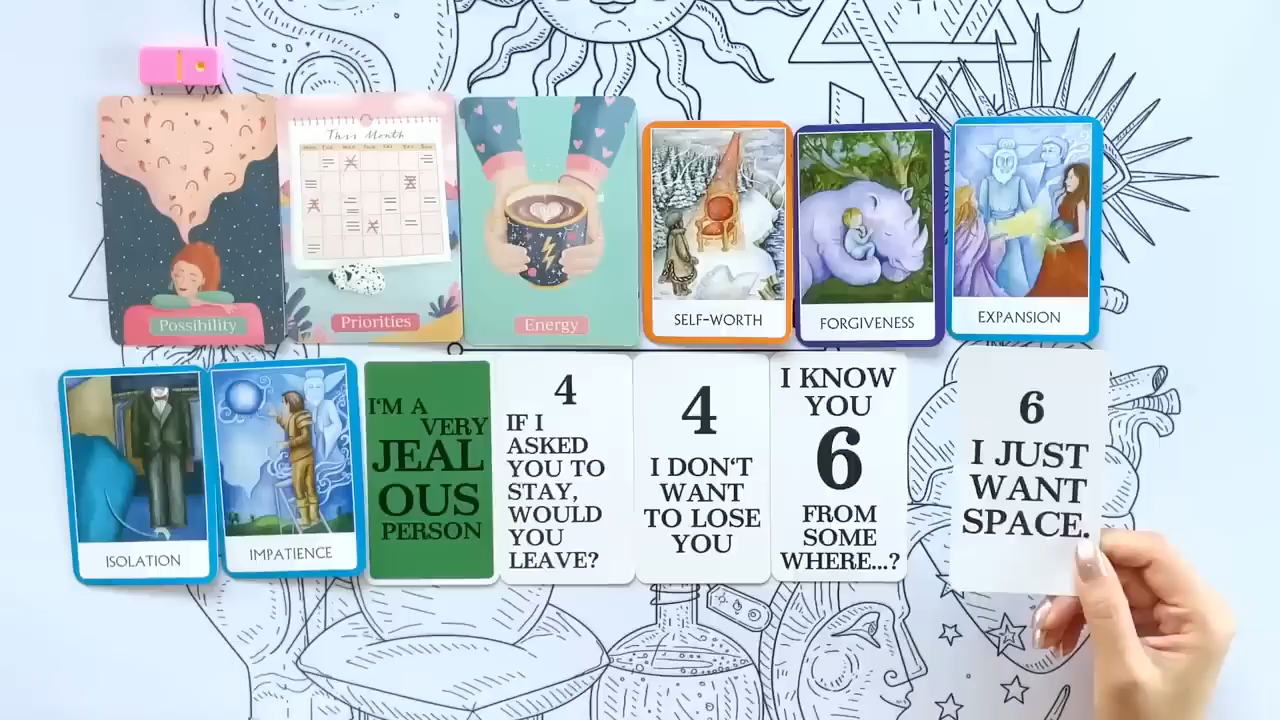 This Month
Possibility
Priorities
Energy
SELF-WORTH
FORGIVENESS
EXPANSION
ISOLATION
IMPATIENCE
I'M A
VERY
JEAL
OUS
PERSON
4
IF I
ASKED
YOU TO
STAY,
WOULD
YOU
LEAVE?
4
I DON'T
WANT
TO LOSE
YOU
I KNOW
YOU
6
FROM
SOME
WHERE...?
6
I JUST
WANT
SPACE.